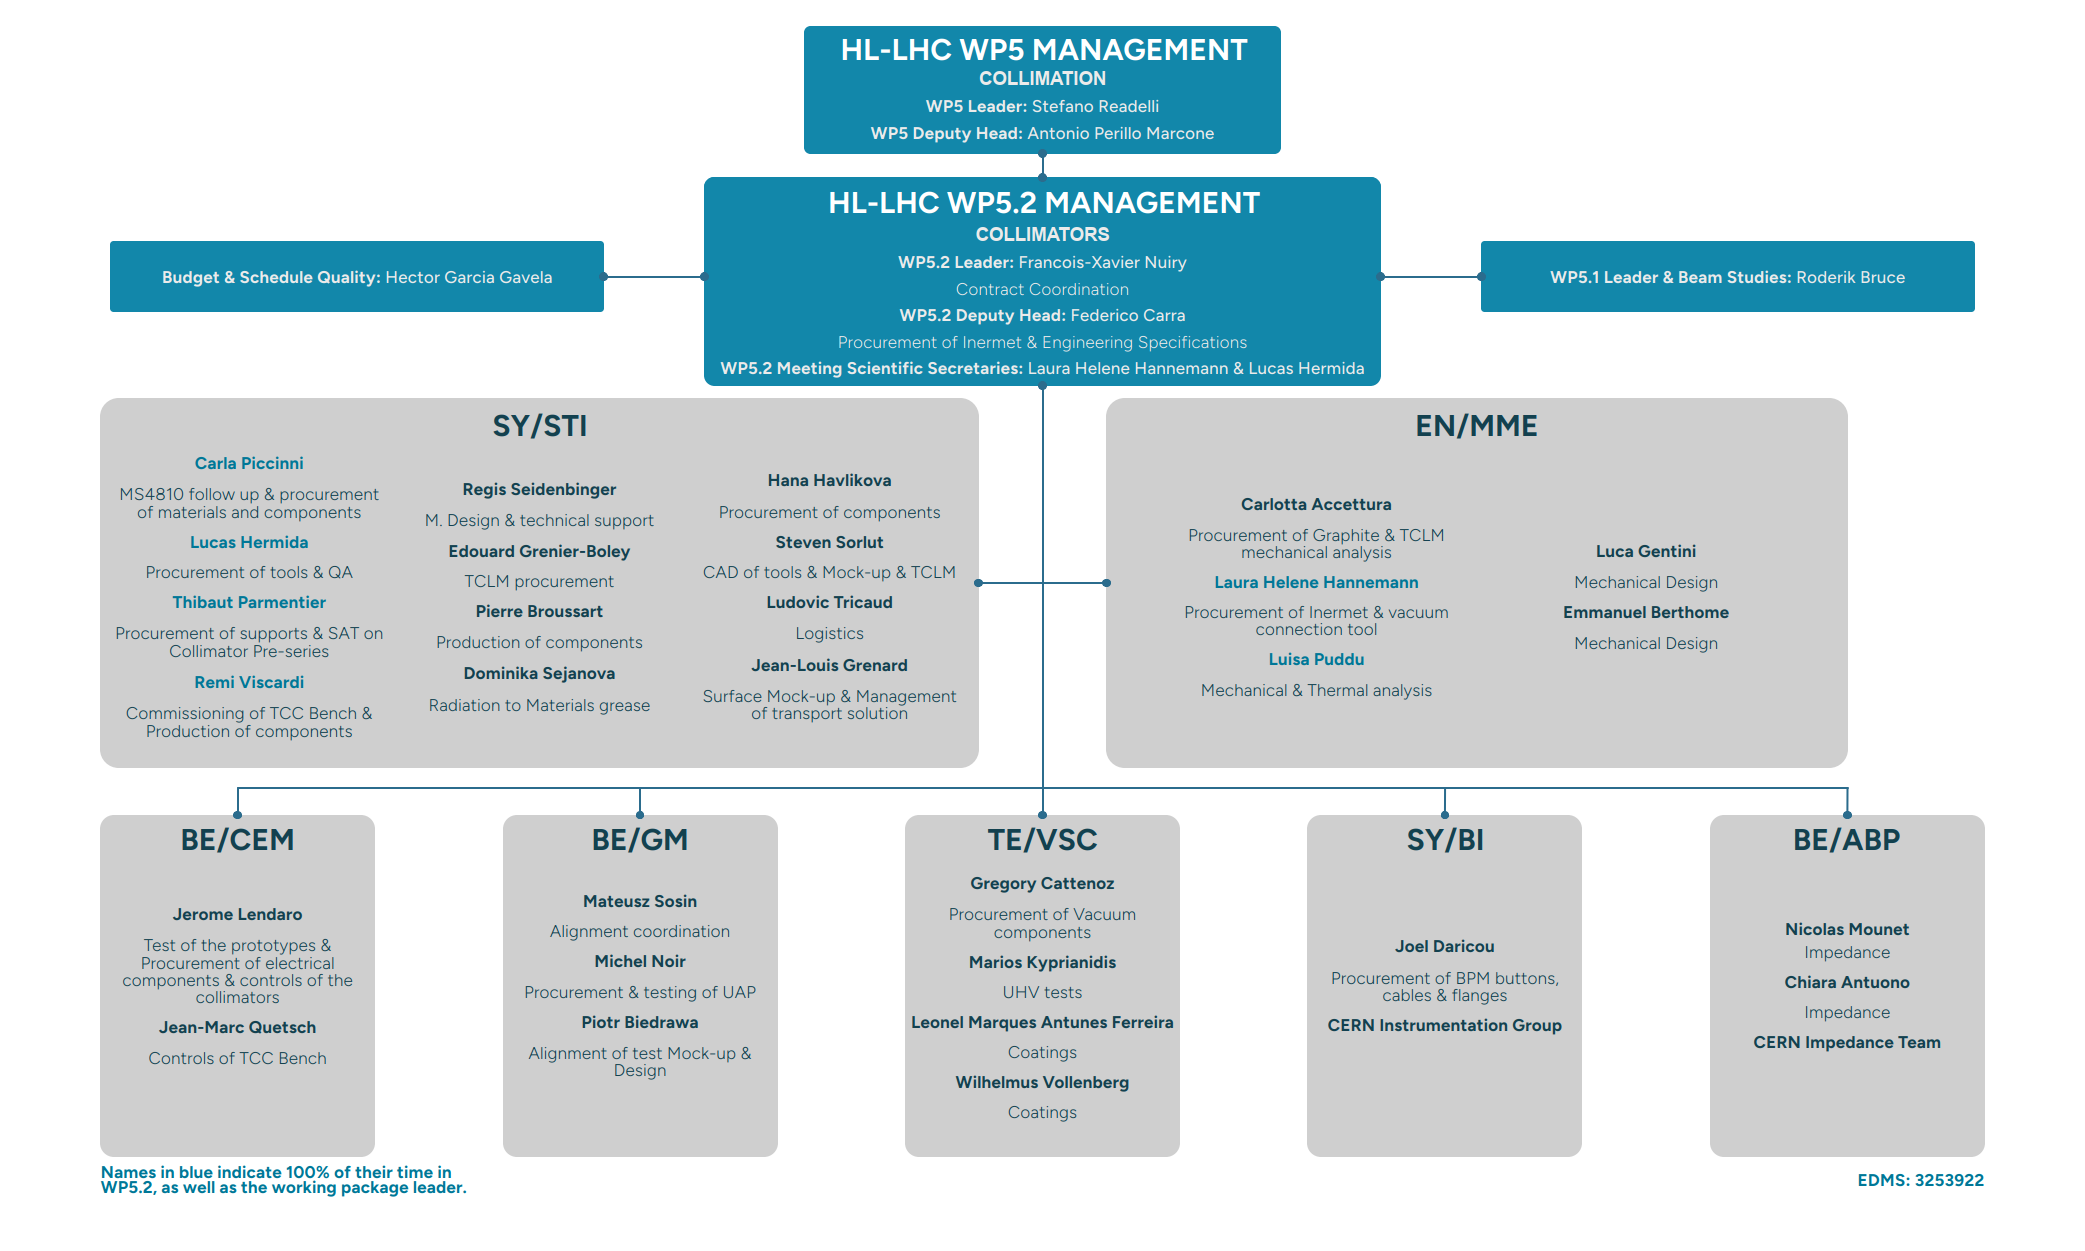 HL-LHC WP5 MANAGEMENT
COLLIMATION
WP5 Leader: Stefano Readelli
WP5 Deputy Head: Antonio Perillo Marcone
HL-LHC WP5.2 MANAGEMENT
COLLIMATORS
WP5.2 Leader: Francois-Xavier Nuiry
Contract Coordination
WP5.2 Deputy Head: Federico Carra
Procurement of Inermet & Engineering Specifications
WP5.2 Meeting Scientific Secretaries: Laura Helene Hannemann & Lucas Hermida
Budget & Schedule Quality: Hector Garcia Gavela
WP5.1 Leader & Beam Studies: Roderik Bruce
SY/STI
Carla Piccinni
MS4810 follow up & procurement
of materials and components
Lucas Hermida
Procurement of tools & QA
Thibaut Parmentier
Procurement of supports & SAT on
Collimator Pre-series
Remi Viscardi
Commissioning of TCC Bench &
Production of components
Regis Seidenbinger
M. Design & technical support
Edouard Grenier-Boley
TCLM procurement
Pierre Broussart
Production of components
Dominika Sejanova
Radiation to Materials grease
Hana Havlikova
Procurement of components
Steven Sorlut
CAD of tools & Mock-up & TCLM
Ludovic Tricaud
Logistics
Jean-Louis Grenard
Surface Mock-up & Management
of transport solution
EN/MME
Carlotta Accettura
Procurement of Graphite & TCLM
mechanical analysis
Laura Helene Hannemann
Procurement of Inermet & vacuum
connection tool
Luisa Puddu
Mechanical & Thermal analysis
Luca Gentini
Mechanical Design
Emmanuel Berthome
Mechanical Design
BE/CEM
Jerome Lendaro
Test of the prototypes &
Procurement of electrical
components & controls of the
collimators
Jean-Marc Quetsch
Controls of TCC Bench
BE/GM
Mateusz Sosin
Alignment coordination
Michel Noir
Procurement & testing of UAP
Piotr Biedrawa
Alignment of test Mock-up &
Design
TE/VSC
Gregory Cattenoz
Procurement of Vacuum
components
Marios Kyprianidis
UHV tests
Leonel Marques Antunes Ferreira
Coatings
Wilhelmus Vollenberg
Coatings
SY/BI
Joel Daricou
Procurement of BPM buttons,
cables & flanges
CERN Instrumentation Group
BE/ABP
Nicolas Mounet
Impedance
Chiara Antuono
Impedance
CERN Impedance Team
Names in blue indicate 100% of their time in
WP5.2, as well as the working package leader.
EDMS: 3253922